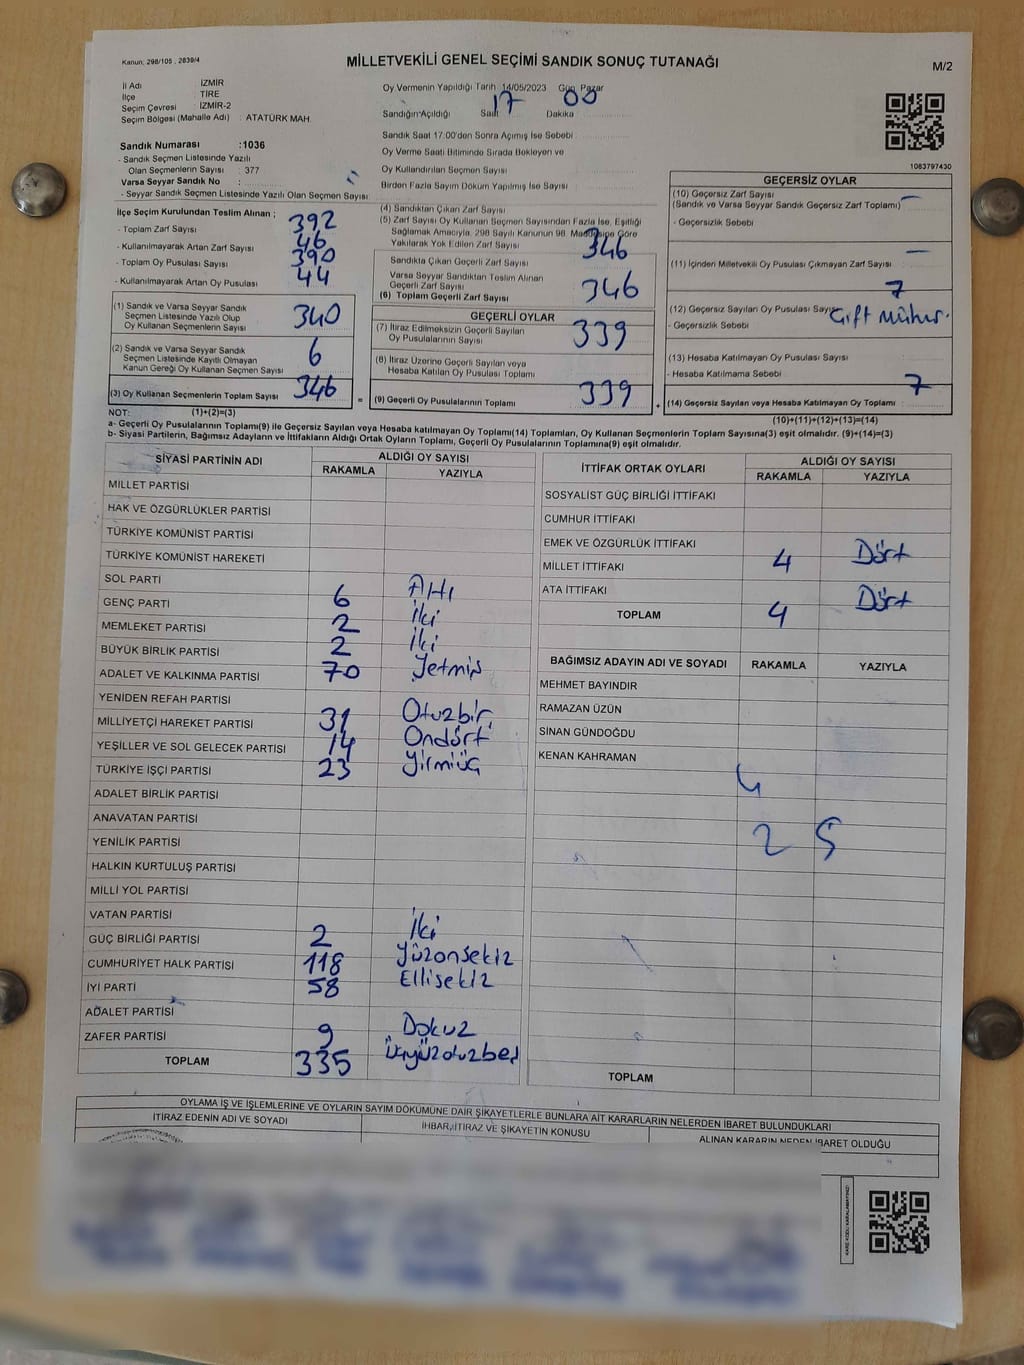 Kanun; 298/105 , 2839/4
MİLLETVEKİLİ GENEL SEÇİMİ SANDIK SONUÇ TUTANAĞI
M/2
İl Adı : İZMİR
İlçe : TİRE
Seçim Çevresi : İZMİR-2
Seçim Bölgesi (Mahalle Adı) : ATATÜRK MAH.
Oy Vermenin Yapıldığı Tarih 14/05/2023 Gün Pazar
Sandığın Açıldığı Saat 17 Dakika 00
Sandık Saat 17:00'den Sonra Açımış İse Sebebi
Oy Verme Saati Bitiminde Sırada Bekleyen ve
Oy Kullandırılan Seçmen Sayısı
Birden Fazla Sayım Döküm Yapılmış İse Sayısı
1083797430
Sandık Numarası :1036
- Sandık Seçmen Listesinde Yazılı
Olan Seçmenlerin Sayısı : 377
Varsa Seyyar Sandık No :
- Seyyar Sandık Seçmen Listesinde Yazılı Olan Seçmen Sayısı
İlçe Seçim Kurulundan Teslim Alınan ;
- Toplam Zarf Sayısı 392
- Kullanılmayarak Artan Zarf Sayısı 46
- Toplam Oy Pusulası Sayısı 390
- Kullanılmayarak Artan Oy Pusulası Sayısı 44
(1) Sandık ve Varsa Seyyar Sandık
Seçmen Listesinde Yazılı Olup
Oy Kullanan Seçmenlerin Sayısı 340
(2) Sandık ve Varsa Seyyar Sandık
Seçmen Listesinde Kayıtlı Olmayan
Kanun Gereği Oy Kullanan Seçmen Sayısı 6
(3) Oy Kullanan Seçmenlerin Toplam Sayısı 346 =
(4) Sandıktan Çıkan Zarf Sayısı
(5) Zarf Sayısı Oy Kullanan Seçmen Sayısından Fazla İse, Eşitliği
Sağlamak Amacıyla, 298 Sayılı Kanunun 98. Maddesine Göre
Yakılarak Yok Edilen Zarf Sayısı
Sandıkta Çıkan Geçerli Zarf Sayısı 346
Varsa Seyyar Sandıktan Teslim Alınan
Geçerli Zarf Sayısı
(6) Toplam Geçerli Zarf Sayısı 346
GEÇERLİ OYLAR
(7) İtiraz Edilmeksizin Geçerli Sayılan
Oy Pusulalarının Sayısı 339
(8) İtiraz Üzerine Geçerli Sayılan veya
Hesaba Katılan Oy Pusulası Toplamı
(9) Geçerli Oy Pusulalarının Toplamı 339 +
GEÇERSİZ OYLAR
(10) Geçersiz Zarf Sayısı
(Sandık ve Varsa Seyyar Sandık Geçersiz Zarf Toplamı) —
- Geçersizlik Sebebi
(11) İçinden Milletvekili Oy Pusulası Çıkmayan Zarf Sayısı —
(12) Geçersiz Sayılan Oy Pusulası Sayısı 7
- Geçersizlik Sebebi Çift Mühür.
(13) Hesaba Katılmayan Oy Pusulası Sayısı
- Hesaba Katılmama Sebebi
(14) Geçersiz Sayılan veya Hesaba Katılmayan Oy Toplamı 7
NOT: (1)+(2)=(3)
(10)+(11)+(12)+(13)=(14)
a- Geçerli Oy Pusulalarının Toplamı(9) ile Geçersiz Sayılan veya Hesaba katılmayan Oy Toplamı(14) Toplamları, Oy Kullanan Seçmenlerin Toplam Sayısına(3) eşit olmalıdır. (9)+(14)=(3)
b- Siyasi Partilerin, Bağımsız Adayların ve İttifakların Aldığı Ortak Oyların Toplamı, Geçerli Oy Pusulalarının Toplamına(9) eşit olmalıdır.
SİYASİ PARTİNİN ADI ALDIĞI OY SAYISI
RAKAMLA YAZIYLA
MİLLET PARTİSİ
HAK VE ÖZGÜRLÜKLER PARTİSİ
TÜRKİYE KOMÜNİST PARTİSİ
TÜRKİYE KOMÜNİST HAREKETİ
SOL PARTİ
GENÇ PARTİ 6 Altı
MEMLEKET PARTİSİ 2 İki
BÜYÜK BİRLİK PARTİSİ 2 İki
ADALET VE KALKINMA PARTİSİ 70 Yetmiş
YENİDEN REFAH PARTİSİ
MİLLİYETÇİ HAREKET PARTİSİ 31 Otuzbir
YEŞİLLER VE SOL GELECEK PARTİSİ 14 Ondört
TÜRKİYE İŞÇİ PARTİSİ 23 Yirmiüç
ADALET BİRLİK PARTİSİ
ANAVATAN PARTİSİ
YENİLİK PARTİSİ
HALKIN KURTULUŞ PARTİSİ
MİLLİ YOL PARTİSİ
VATAN PARTİSİ
GÜÇ BİRLİĞİ PARTİSİ 2 İki
CUMHURİYET HALK PARTİSİ 118 Yüzonsekiz
İYİ PARTİ 58 Ellisekiz
ADALET PARTİSİ
ZAFER PARTİSİ 9 Dokuz
TOPLAM 335 Üçyüzotuzbeş
İTTİFAK ORTAK OYLARI ALDIĞI OY SAYISI
RAKAMLA YAZIYLA
SOSYALİST GÜÇ BİRLİĞİ İTTİFAKI
CUMHUR İTTİFAKI
EMEK VE ÖZGÜRLÜK İTTİFAKI
MİLLET İTTİFAKI 4 Dört
ATA İTTİFAKI
TOPLAM 4 Dört
BAĞIMSIZ ADAYIN ADI VE SOYADI RAKAMLA YAZIYLA
MEHMET BAYINDIR
RAMAZAN ÜZÜN
SİNAN GÜNDOĞDU
KENAN KAHRAMAN
TOPLAM
OYLAMA İŞ VE İŞLEMLERİNE VE OYLARIN SAYIM DÖKÜMÜNE DAİR ŞİKAYETLERLE BUNLARA AİT KARARLARIN NELERDEN İBARET BULUNDUKLARI
İTİRAZ EDENİN ADI VE SOYADI
İHBAR,İTİRAZ VE ŞİKAYETİN KONUSU
ALINAN KARARIN NEDEN İBARET OLDUĞU